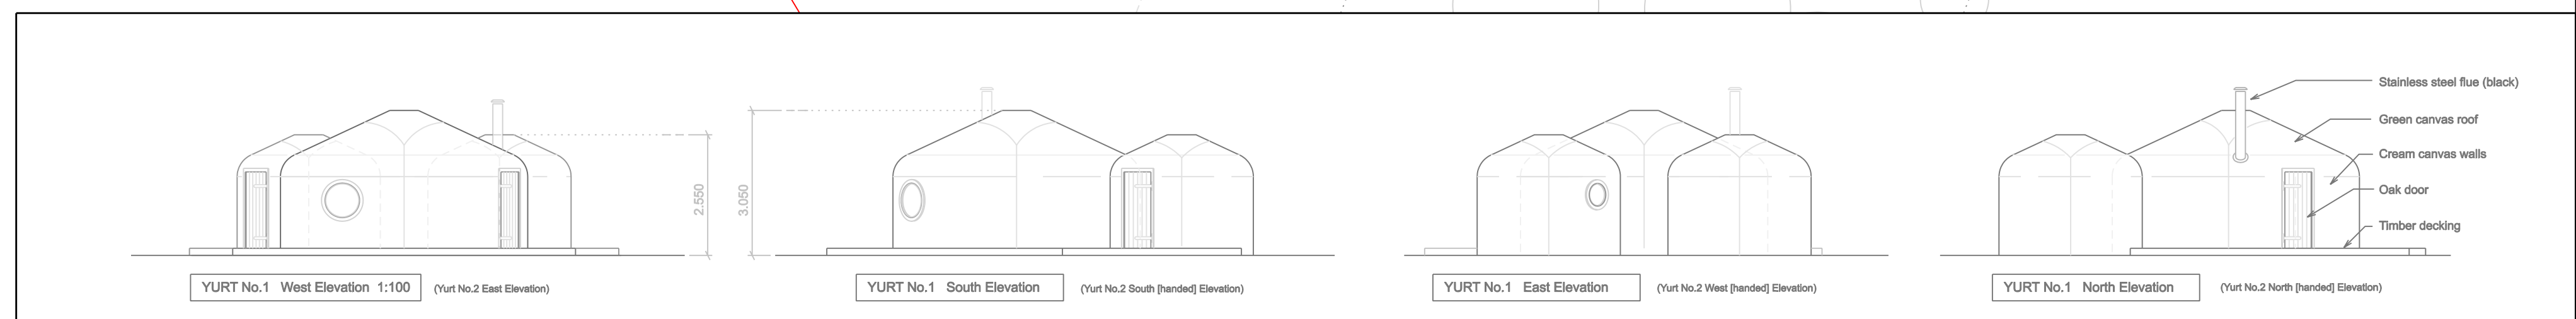 Stainless steel flue (black)
Green canvas roof
Cream canvas walls
Oak door
Timber decking
2.550
3.050
YURT No.1 West Elevation 1:100
(Yurt No.2 East Elevation)
YURT No.1 South Elevation
(Yurt No.2 South [handed] Elevation)
YURT No.1 East Elevation
(Yurt No.2 West [handed] Elevation)
YURT No.1 North Elevation
(Yurt No.2 North [handed] Elevation)